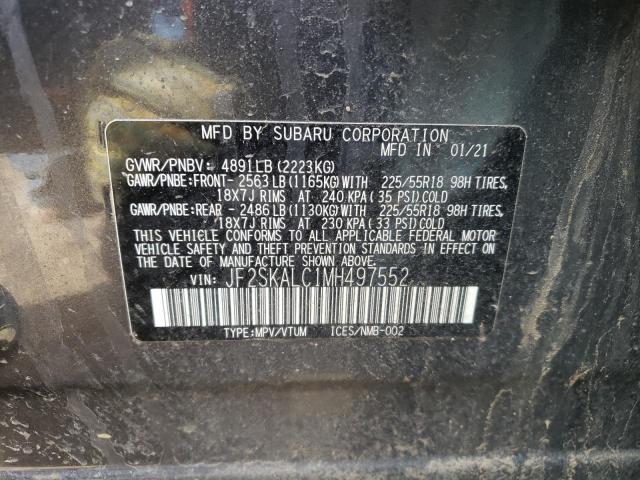 MFD BY SUBARU CORPORATION
MFD IN 01/21
GVWR/PNBV: 4891LB (2223KG)
GAWR/PNBE:FRONT- 2563 LB (1165KG)WITH 225/55R18 98H TIRES,
18X7J RIMS AT 240 KPA (35 PSI)COLD
GAWR/PNBE:REAR - 2486 LB (1130KG)WITH 225/55R18 98H TIRES,
18X7J RIMS AT 230 KPA (33 PSI)COLD
THIS VEHICLE CONFORMS TO ALL APPLICABLE FEDERAL MOTOR
VEHICLE SAFETY AND THEFT PREVENTION STANDARDS IN EFFECT
ON THE DATE OF MANUFACTURE SHOWN ABOVE.
VIN: JF2SKALC1MH497552
TYPE:MPV/VTUM ICES/NMB-002